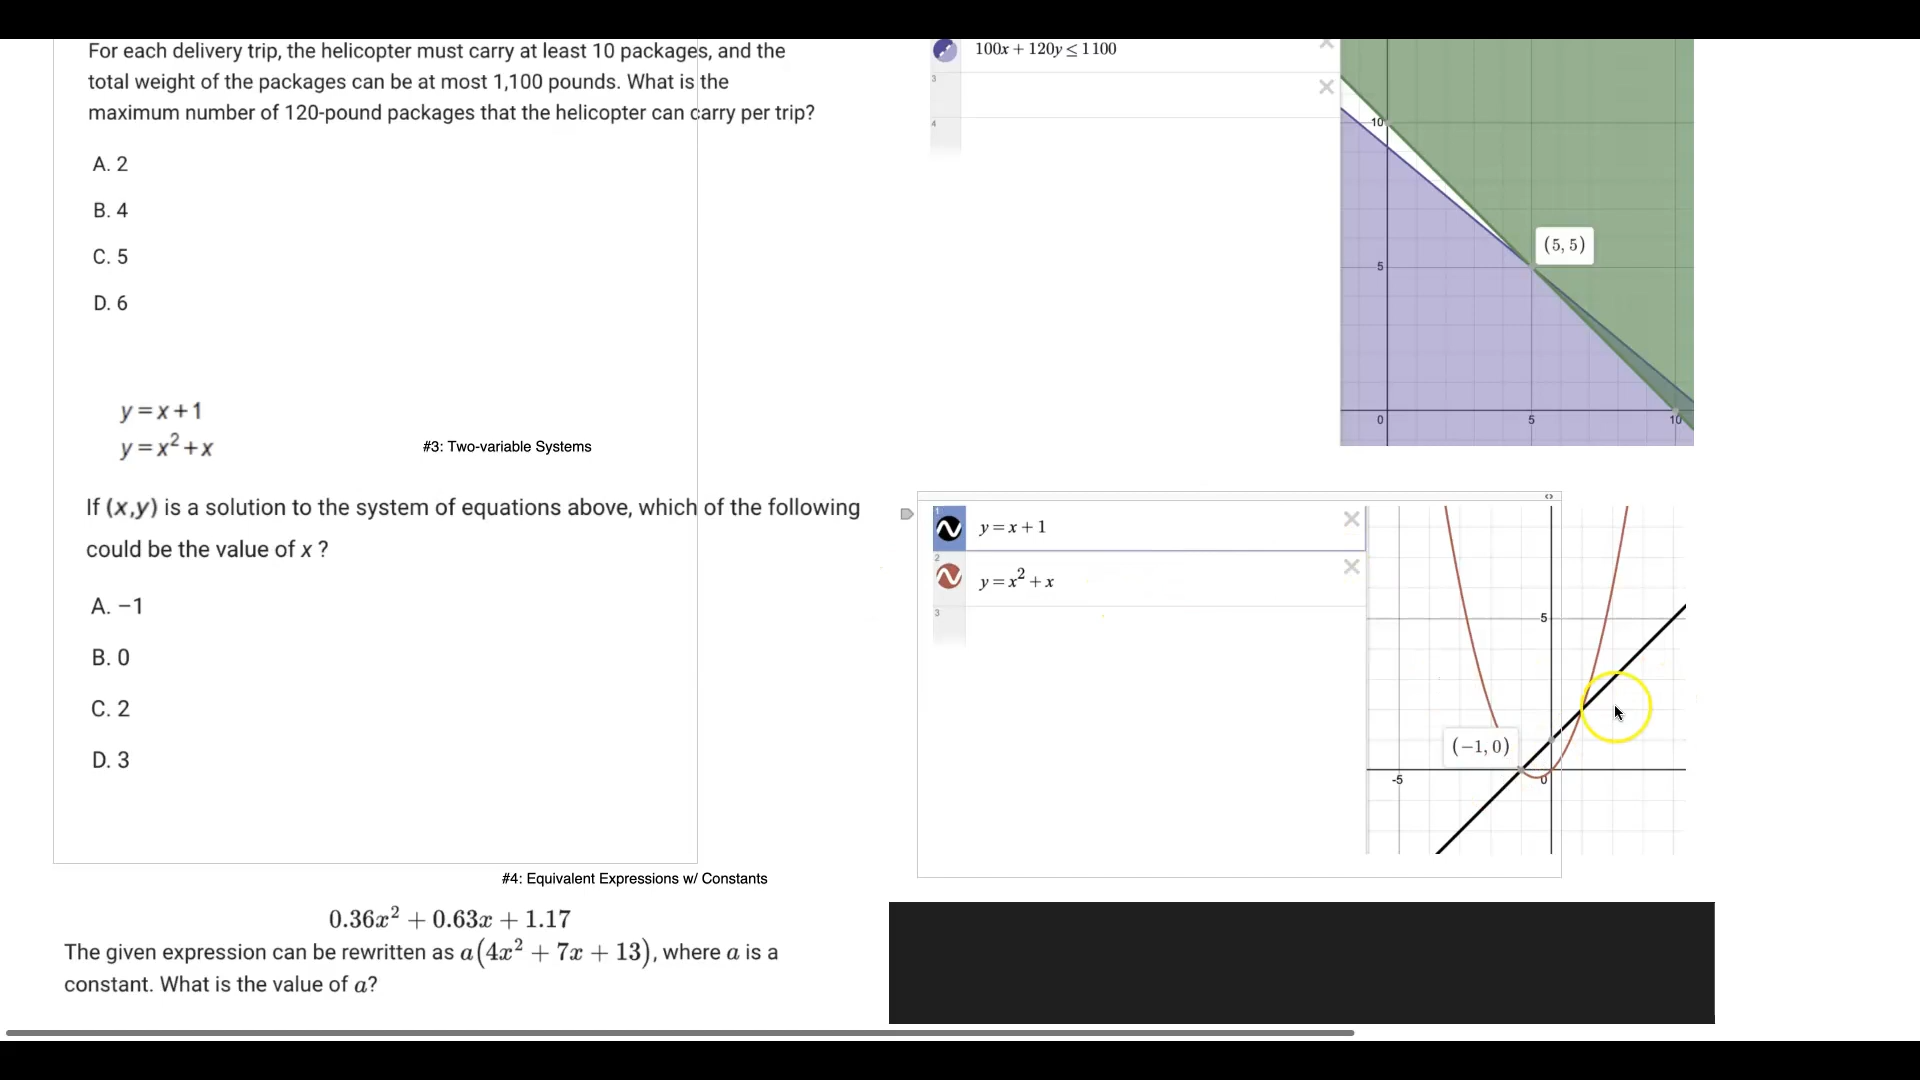 For each delivery trip, the helicopter must carry at least 10 packages, and the
total weight of the packages can be at most 1,100 pounds. What is the
maximum number of 120-pound packages that the helicopter can carry per trip?
A. 2
B. 4
C. 5
D. 6
100x + 120y ≤ 1100
3
4
10
5
0
5
10
(5, 5)
y = x + 1
y = x² + x
#3: Two-variable Systems
If (x,y) is a solution to the system of equations above, which of the following
could be the value of x ?
A. −1
B. 0
C. 2
D. 3
1
y = x + 1
2
y = x² + x
3
5
(−1, 0)
-5
0
#4: Equivalent Expressions w/ Constants
0.36x² + 0.63x + 1.17
The given expression can be rewritten as a(4x² + 7x + 13), where a is a
constant. What is the value of a?